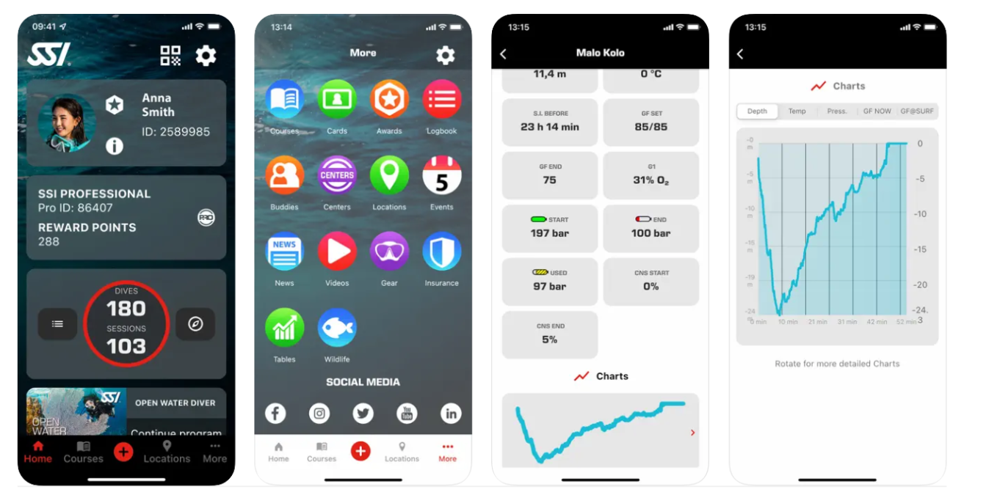 09:41
SSI
Anna
Smith
ID: 2589985
SSI PROFESSIONAL
Pro ID: 86407
PRO
REWARD POINTS
288
DIVES
180
SESSIONS
103
SSI
OPEN
WATER
OPEN WATER DIVER
Continue program
Home Courses Locations More
13:14
More
Courses Cards Awards Logbook
CENTERS
5
Buddies Centers Locations Events
NEWS
News Videos Gear Insurance
Tables Wildlife
SOCIAL MEDIA
You
Tube
in
Home Courses Locations More
13:15
Malo Kolo
11,4 m
0 °C
S.I. BEFORE
23 h 14 min
GF SET
85/85
GF END
75
G1
31% O₂
START
197 bar
END
100 bar
USED
97 bar
CNS START
0%
CNS END
5%
Charts
13:15
Charts
Depth Temp Press. GF NOW GF@SURF
-0
m
0
-5
m
-5
-10
m
-10
-15
m
-15
-19
m
-20
-24
m
-24.
3
0 min 10 min 21 min 31 min 42 min 52 min
Rotate for more detailed Charts